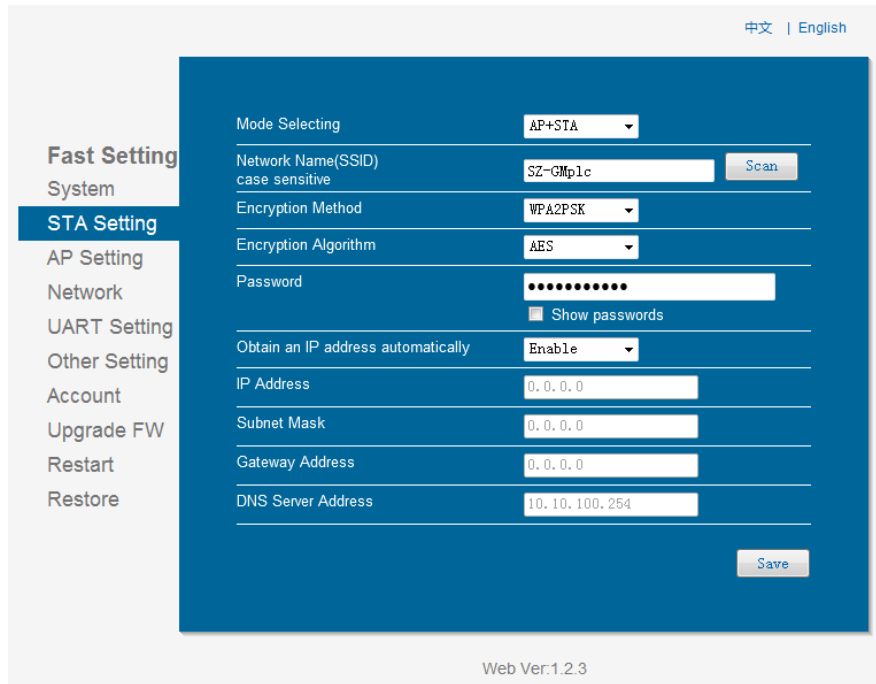 中文 | English
Fast Setting
System
STA Setting
AP Setting
Network
UART Setting
Other Setting
Account
Upgrade FW
Restart
Restore
Mode Selecting AP+STA
Network Name(SSID)
case sensitive SZ-GMplc Scan
Encryption Method WPA2PSK
Encryption Algorithm AES
Password ●●●●●●●●●●●
Show passwords
Obtain an IP address automatically Enable
IP Address 0.0.0.0
Subnet Mask 0.0.0.0
Gateway Address 0.0.0.0
DNS Server Address 10.10.100.254
Save
Web Ver:1.2.3